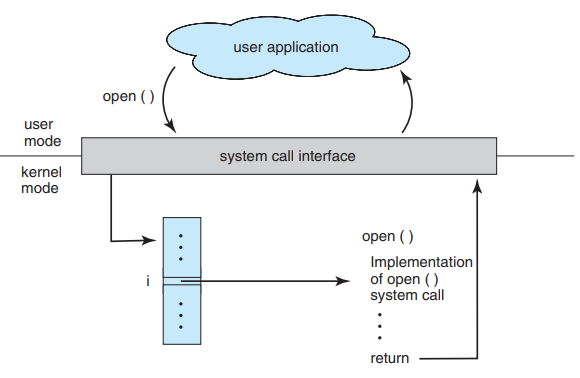 user application
open ( )
user
mode
system call interface
kernel
mode
open ( )
i
Implementation
of open ( )
system call
return